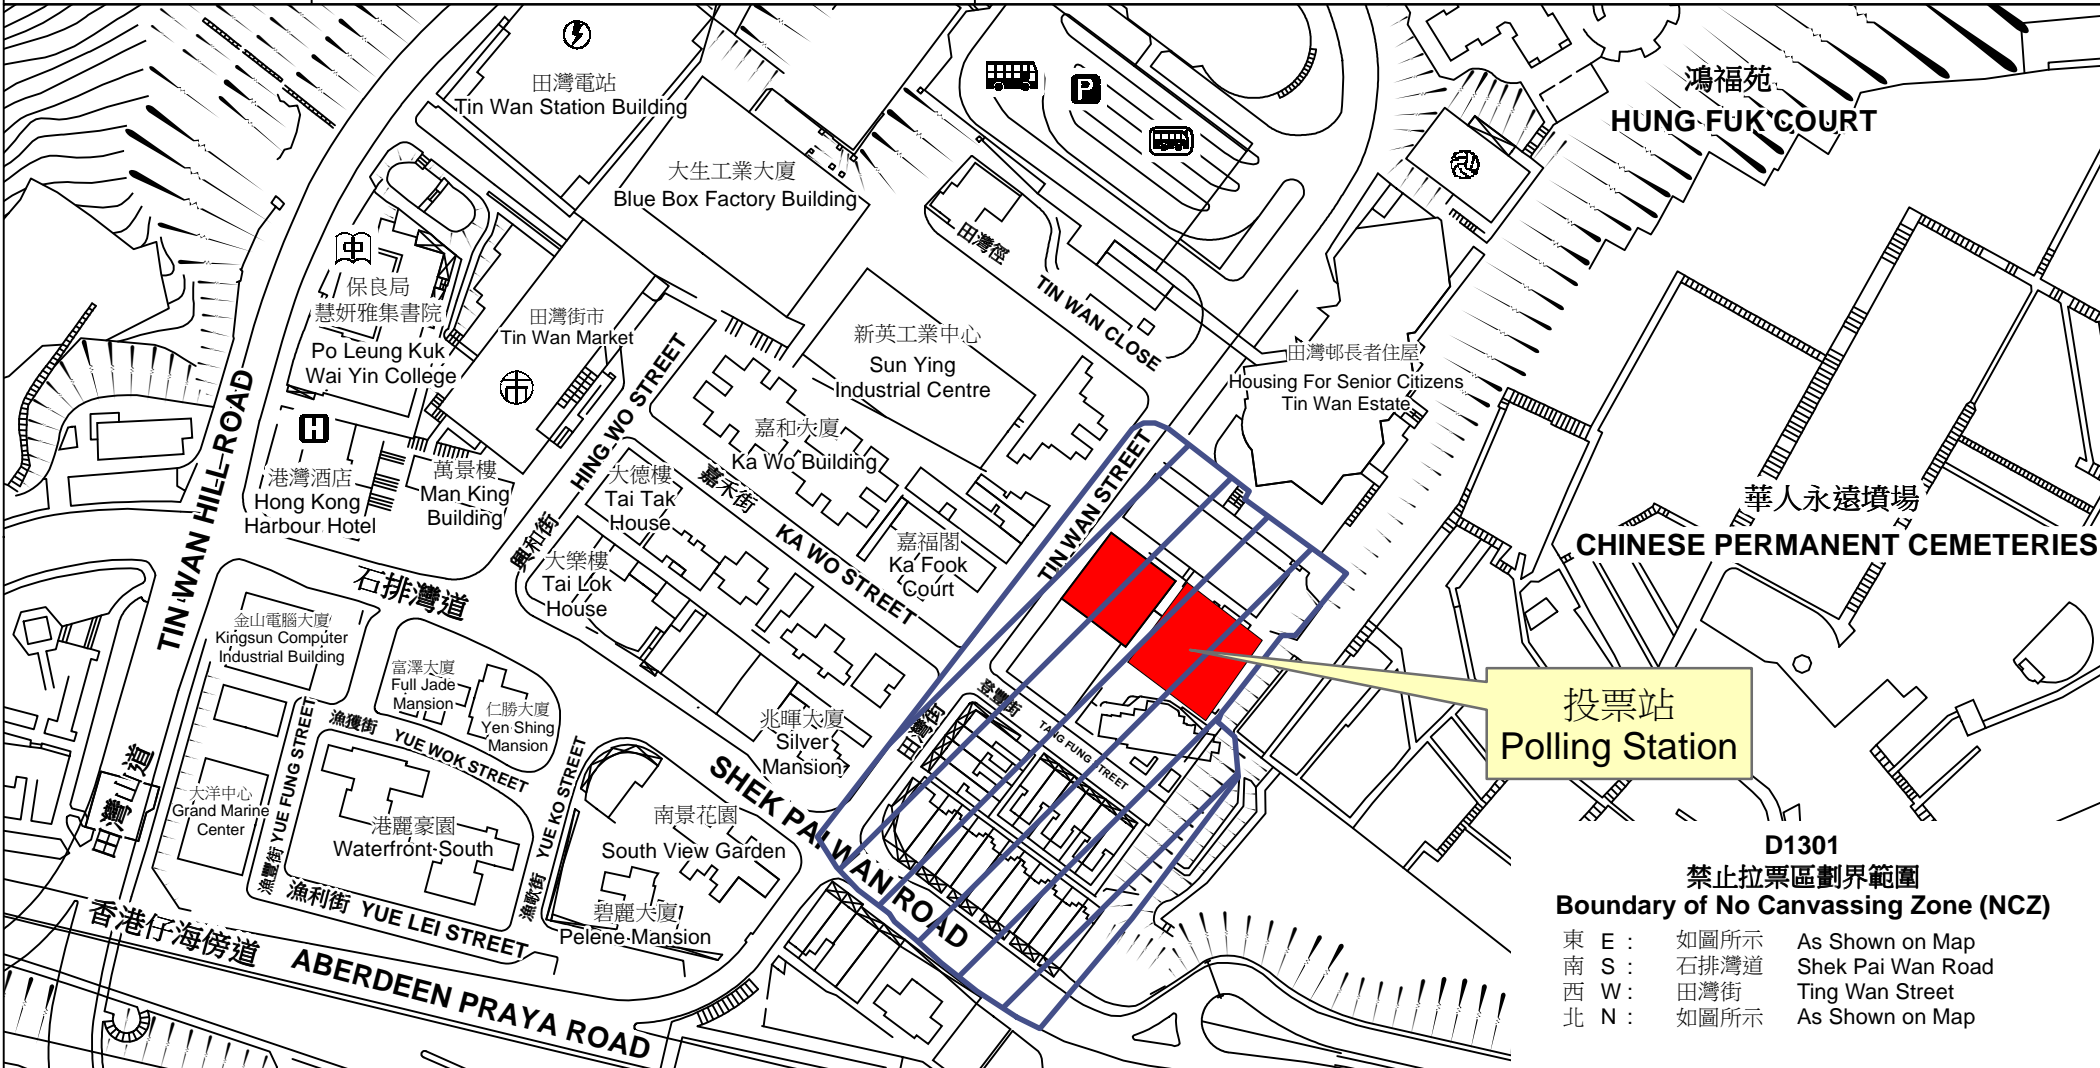 田灣電站
Tin Wan Station Building
P
鴻福苑
HUNG FUK COURT
大生工業大廈
Blue Box Factory Building
中
保良局
慧妍雅集書院
Po Leung Kuk
Wai Yin College
田灣街市
Tin Wan Market
市
田灣徑
TIN WAN CLOSE
新英工業中心
Sun Ying
Industrial Centre
田灣邨長者住屋
Housing For Senior Citizens
Tin Wan Estate
TIN WAN HILL ROAD
H
港灣酒店
Hong Kong
Harbour Hotel
萬景樓
Man King
Building
HING WO STREET
興和街
大德樓
Tai Tak
House
嘉和大廈
Ka Wo Building
嘉禾街
KA WO STREET
嘉福閣
Ka Fook
Court
TIN WAN STREET
華人永遠墳場
CHINESE PERMANENT CEMETERIES
大樂樓
Tai Lok
House
石排灣道
金山電腦大廈
Kingsun Computer
Industrial Building
富澤大廈
Full Jade
Mansion
仁勝大廈
Yen Shing
Mansion
漁獲街
YUE WOK STREET
兆暉大廈
Silver
Mansion
田灣街
登豐街
TANG FUNG STREET
投票站
Polling Station
田灣山道
大洋中心
Grand Marine
Center
漁豐街 YUE FUNG STREET
港麗豪園
Waterfront South
漁歌街 YUE KO STREET
南景花園
South View Garden
碧麗大廈
Pelene Mansion
SHEK PAI WAN ROAD
漁利街 YUE LEI STREET
香港仔海傍道 ABERDEEN PRAYA ROAD
D1301
禁止拉票區劃界範圍
Boundary of No Canvassing Zone (NCZ)
東 E : 如圖所示 As Shown on Map
南 S : 石排灣道 Shek Pai Wan Road
西 W : 田灣街 Ting Wan Street
北 N : 如圖所示 As Shown on Map